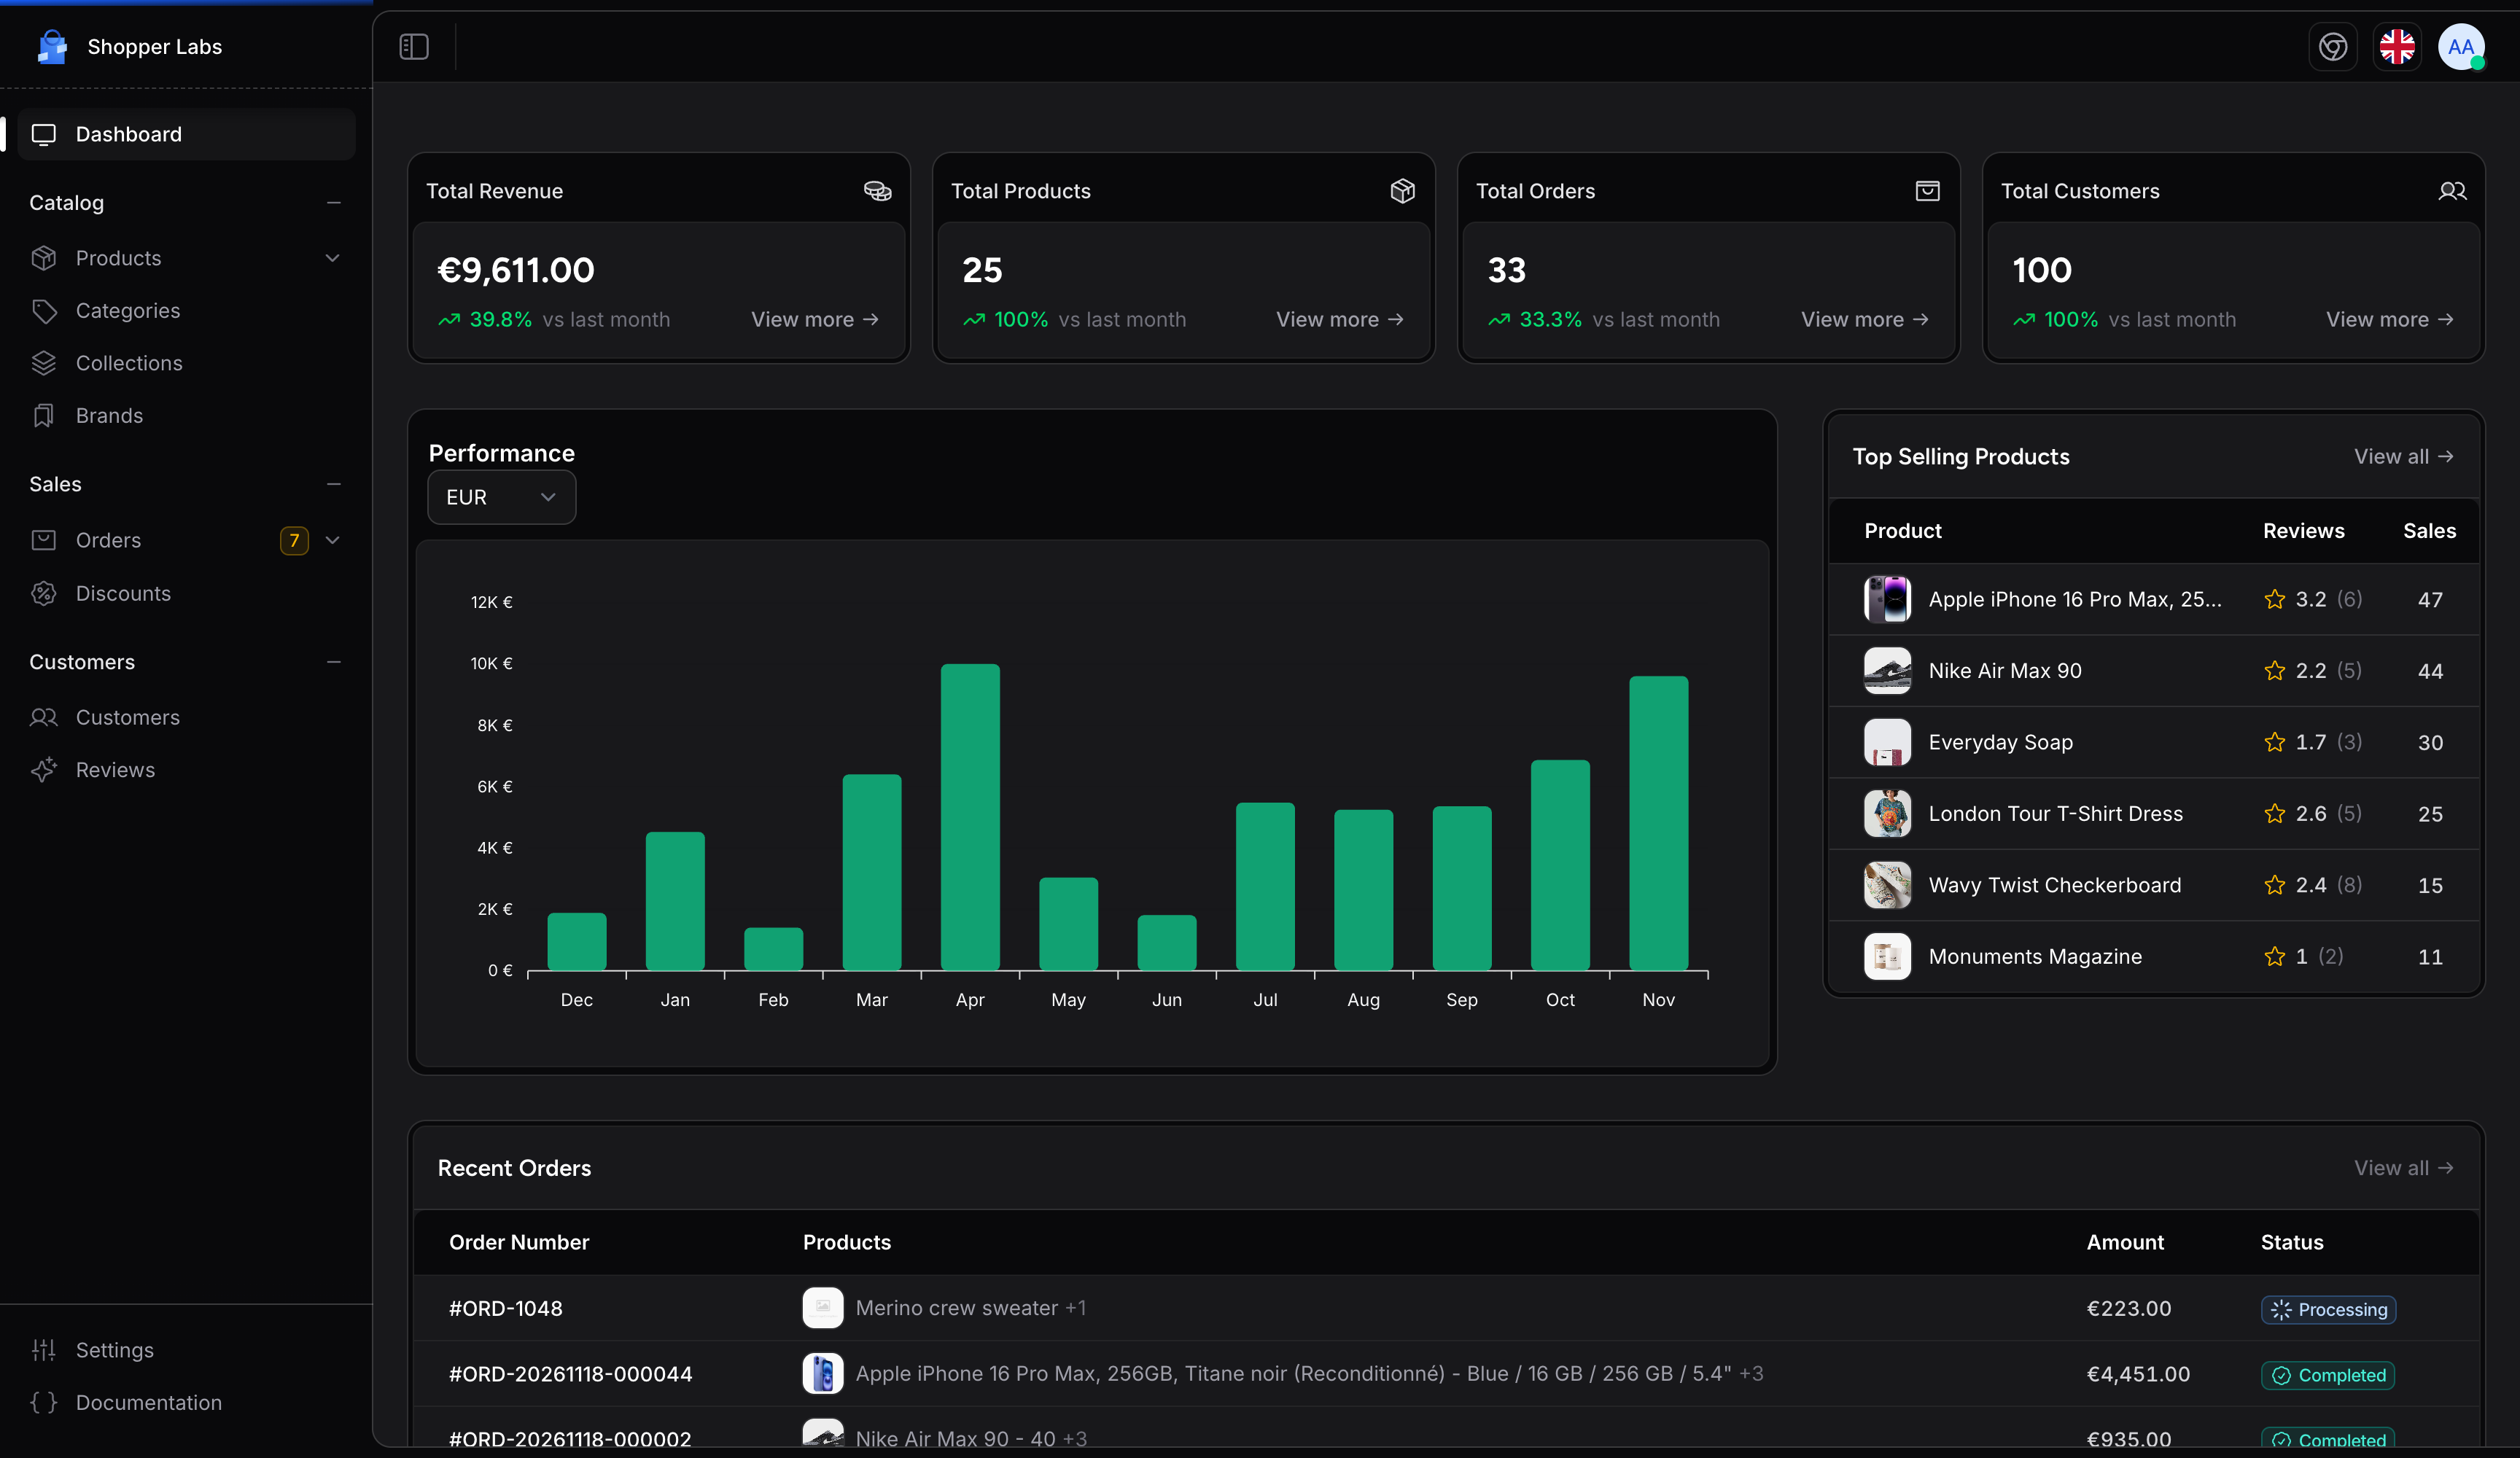 Shopper Labs
AA
Dashboard
Catalog
Products
Categories
Collections
Brands
Sales
Orders 7
Discounts
Customers
Customers
Reviews
Settings
Documentation
Total Revenue
€9,611.00
39.8% vs last month View more
Total Products
25
100% vs last month View more
Total Orders
33
33.3% vs last month View more
Total Customers
100
100% vs last month View more
Performance
EUR
12K €
10K €
8K €
6K €
4K €
2K €
0 €
Dec Jan Feb Mar Apr May Jun Jul Aug Sep Oct Nov
Top Selling Products View all
Product Reviews Sales
Apple iPhone 16 Pro Max, 25... 3.2 (6) 47
Nike Air Max 90 2.2 (5) 44
Everyday Soap 1.7 (3) 30
London Tour T-Shirt Dress 2.6 (5) 25
Wavy Twist Checkerboard 2.4 (8) 15
Monuments Magazine 1 (2) 11
Recent Orders View all
Order Number Products Amount Status
#ORD-1048 Merino crew sweater +1 €223.00 Processing
#ORD-20261118-000044 Apple iPhone 16 Pro Max, 256GB, Titane noir (Reconditionné) - Blue / 16 GB / 256 GB / 5.4" +3 €4,451.00 Completed
#ORD-20261118-000002 Nike Air Max 90 - 40 +3 €935.00 Completed